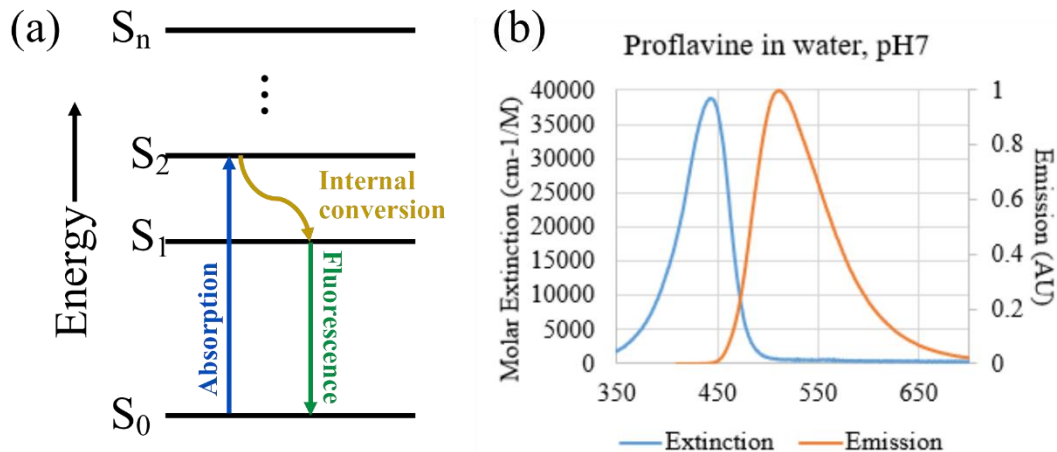 (a)
Sn
S2
S1
S0
Energy
Absorption
Internal
conversion
Fluorescence
(b)
Proflavine in water, pH7
Molar Extinction (cm-1/M)
40000
35000
30000
25000
20000
15000
10000
5000
0
1
0.8
0.6
0.4
0.2
0
Emission (AU)
350
450
550
650
Extinction
Emission